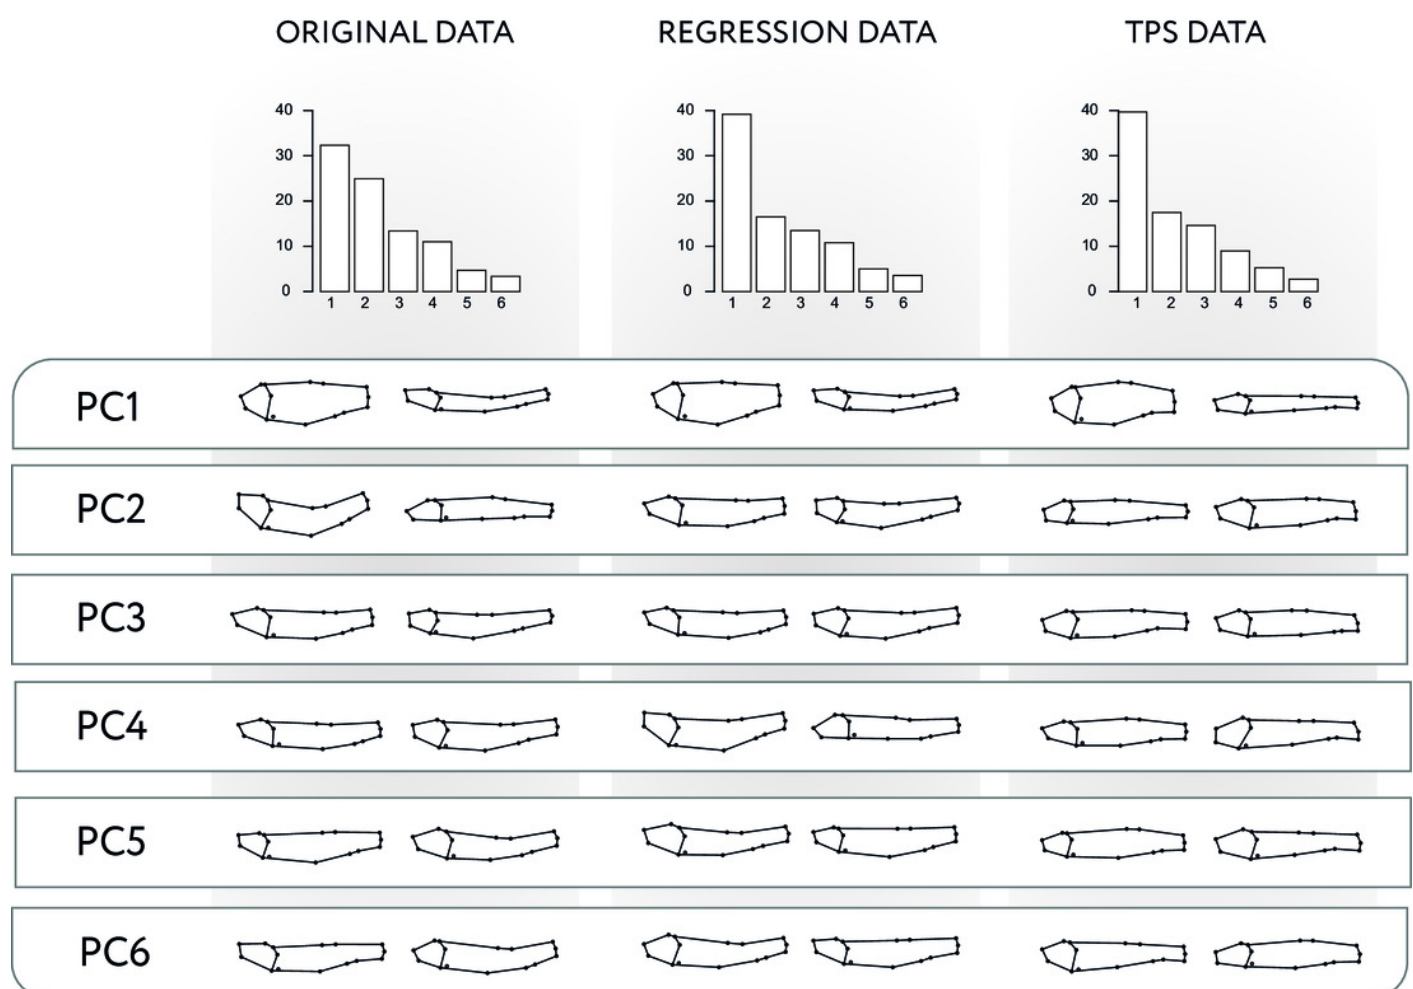 ORIGINAL DATA REGRESSION DATA TPS DATA
40 40 40
30 30 30
20 20 20
10 10 10
0 0 0
1 2 3 4 5 6 1 2 3 4 5 6 1 2 3 4 5 6
PC1
PC2
PC3
PC4
PC5
PC6